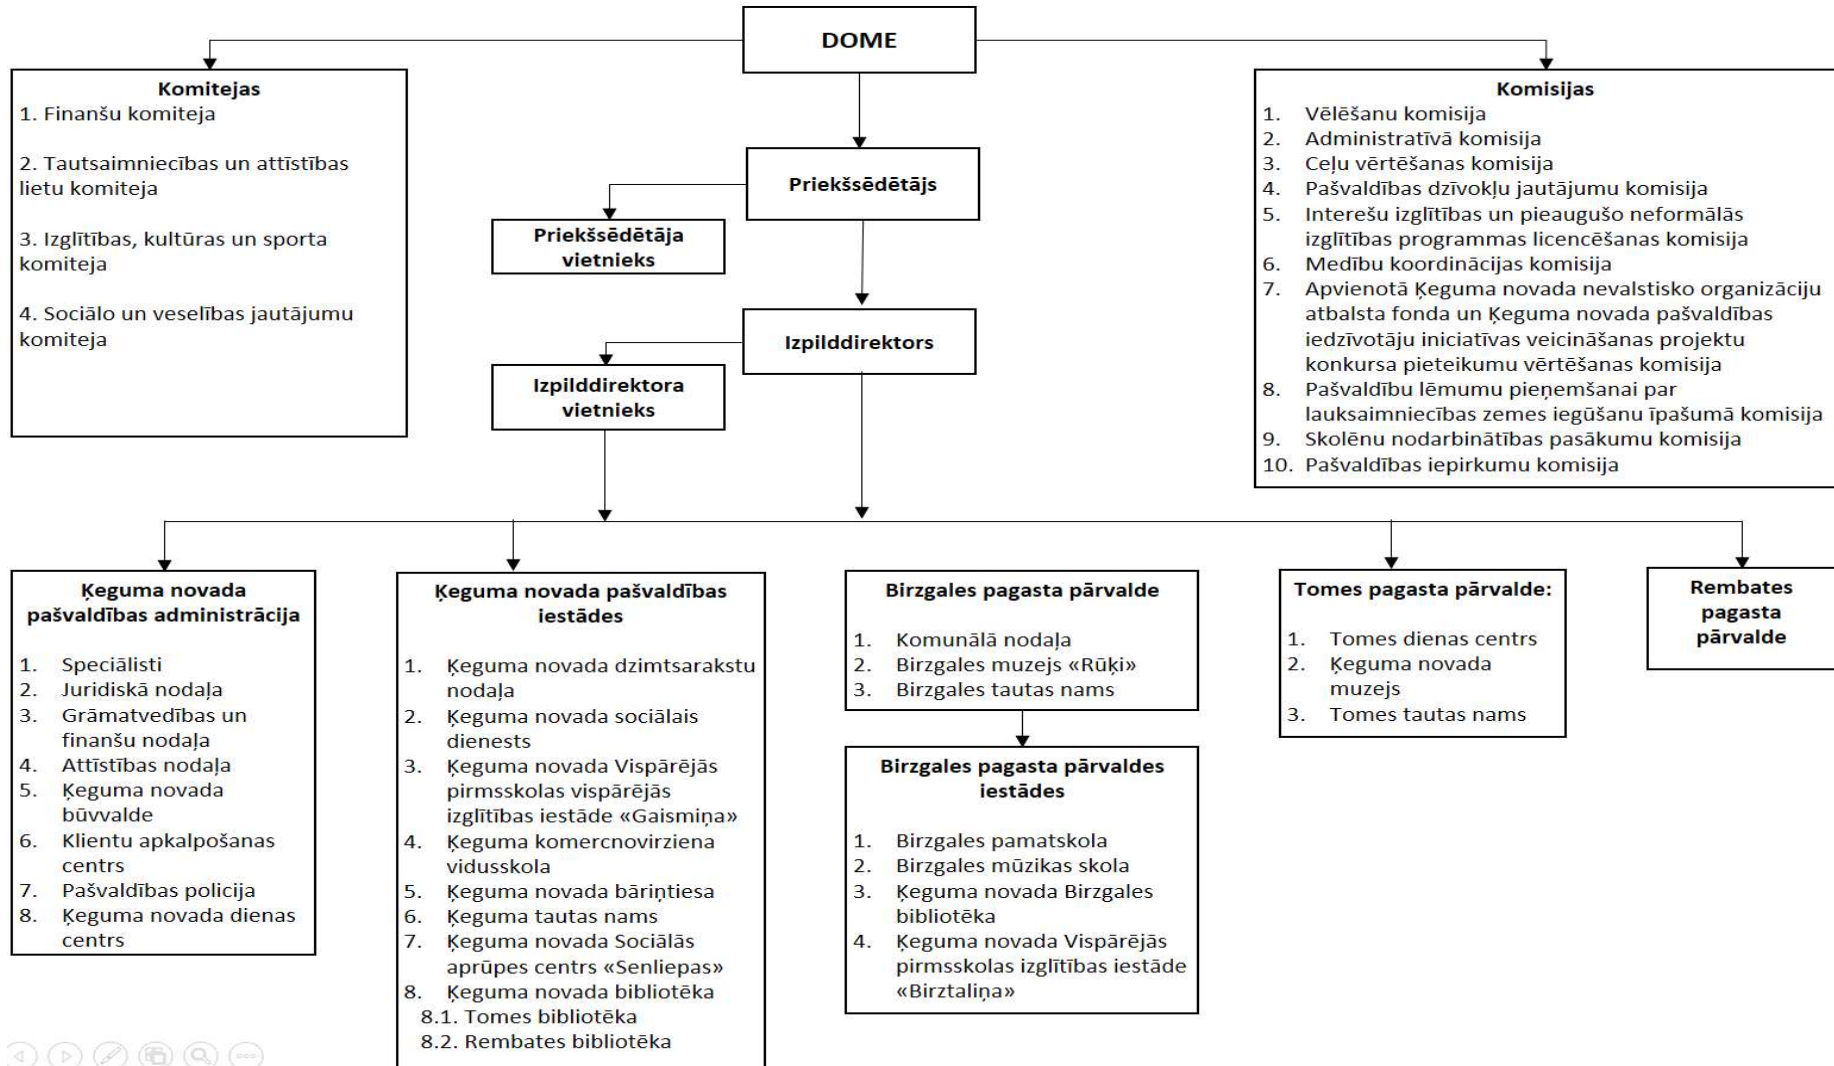 DOME
Komitejas
1. Finanšu komiteja
2. Tautsaimniecības un attīstības
lietu komiteja
3. Izglītības, kultūras un sporta
komiteja
4. Sociālo un veselības jautājumu
komiteja
Komisijas
1. Vēlēšanu komisija
2. Administratīvā komisija
3. Ceļu vērtēšanas komisija
4. Pašvaldības dzīvokļu jautājumu komisija
5. Interešu izglītības un pieaugušo neformālās
izglītības programmas licencēšanas komisija
6. Medību koordinācijas komisija
7. Apvienotā Ķeguma novada nevalstisko organizāciju
atbalsta fonda un Ķeguma novada pašvaldības
iedzīvotāju iniciatīvas veicināšanas projektu
konkursa pieteikumu vērtēšanas komisija
8. Pašvaldību lēmumu pieņemšanai par
lauksaimniecības zemes iegūšanu īpašumā komisija
9. Skolēnu nodarbinātības pasākumu komisija
10. Pašvaldības iepirkumu komisija
Priekšsēdētājs
Priekšsēdētāja
vietnieks
Izpilddirektors
Izpilddirektora
vietnieks
Ķeguma novada
pašvaldības administrācija
1. Speciālisti
2. Juridiskā nodaļa
3. Grāmatvedības un
finanšu nodaļa
4. Attīstības nodaļa
5. Ķeguma novada
būvvalde
6. Klientu apkalpošanas
centrs
7. Pašvaldības policija
8. Ķeguma novada dienas
centrs
Ķeguma novada pašvaldības
iestādes
1. Ķeguma novada dzimtsarakstu
nodaļa
2. Ķeguma novada sociālais
dienests
3. Ķeguma novada Vispārējās
pirmsskolas vispārējās
izglītības iestāde «Gaismiņa»
4. Ķeguma komercnovirziena
vidusskola
5. Ķeguma novada bāriņtiesa
6. Ķeguma tautas nams
7. Ķeguma novada Sociālās
aprūpes centrs «Senliepas»
8. Ķeguma novada bibliotēka
8.1. Tomes bibliotēka
8.2. Rembates bibliotēka
Birzgales pagasta pārvalde
1. Komunālā nodaļa
2. Birzgales muzejs «Rūķi»
3. Birzgales tautas nams
Birzgales pagasta pārvaldes
iestādes
1. Birzgales pamatskola
2. Birzgales mūzikas skola
3. Ķeguma novada Birzgales
bibliotēka
4. Ķeguma novada Vispārējās
pirmsskolas izglītības iestāde
«Birztaliņa»
Tomes pagasta pārvalde:
1. Tomes dienas centrs
2. Ķeguma novada
muzejs
3. Tomes tautas nams
Rembates
pagasta
pārvalde